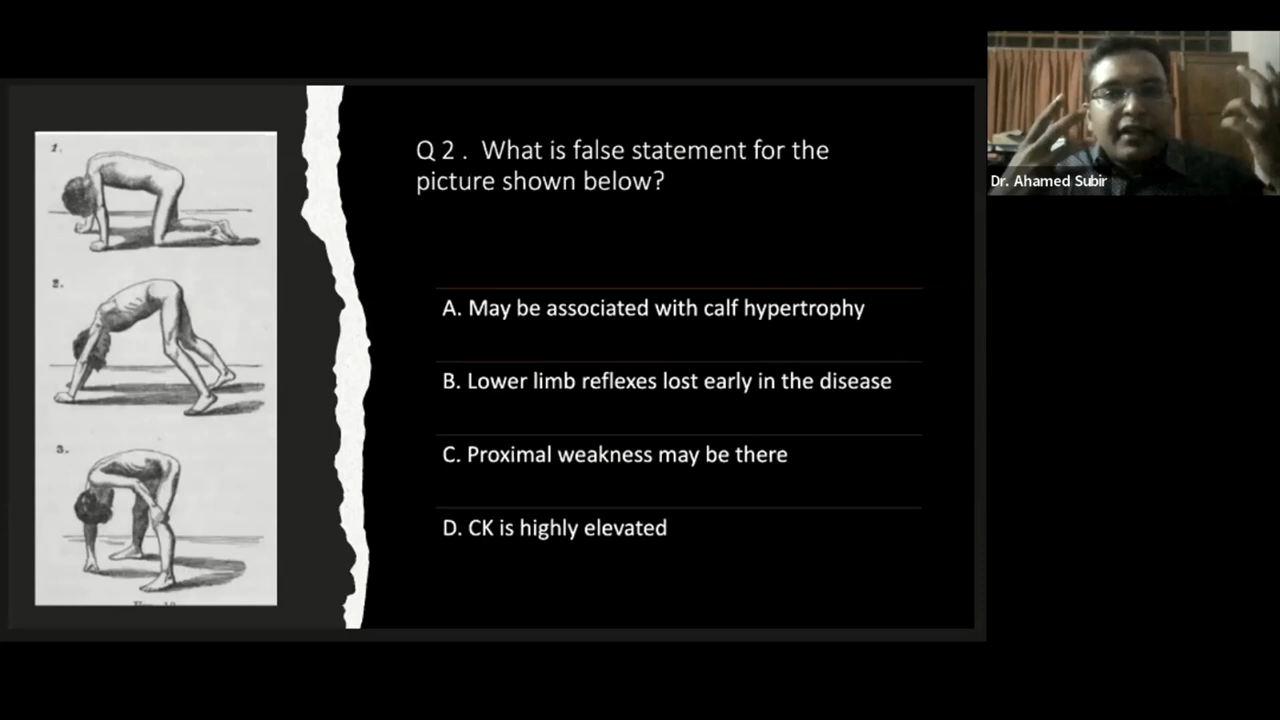 Q 2 .  What is false statement for the
picture shown below?
A. May be associated with calf hypertrophy
B. Lower limb reflexes lost early in the disease
C. Proximal weakness may be there
D. CK is highly elevated
1.
2.
3.
Dr. Ahamed Subir